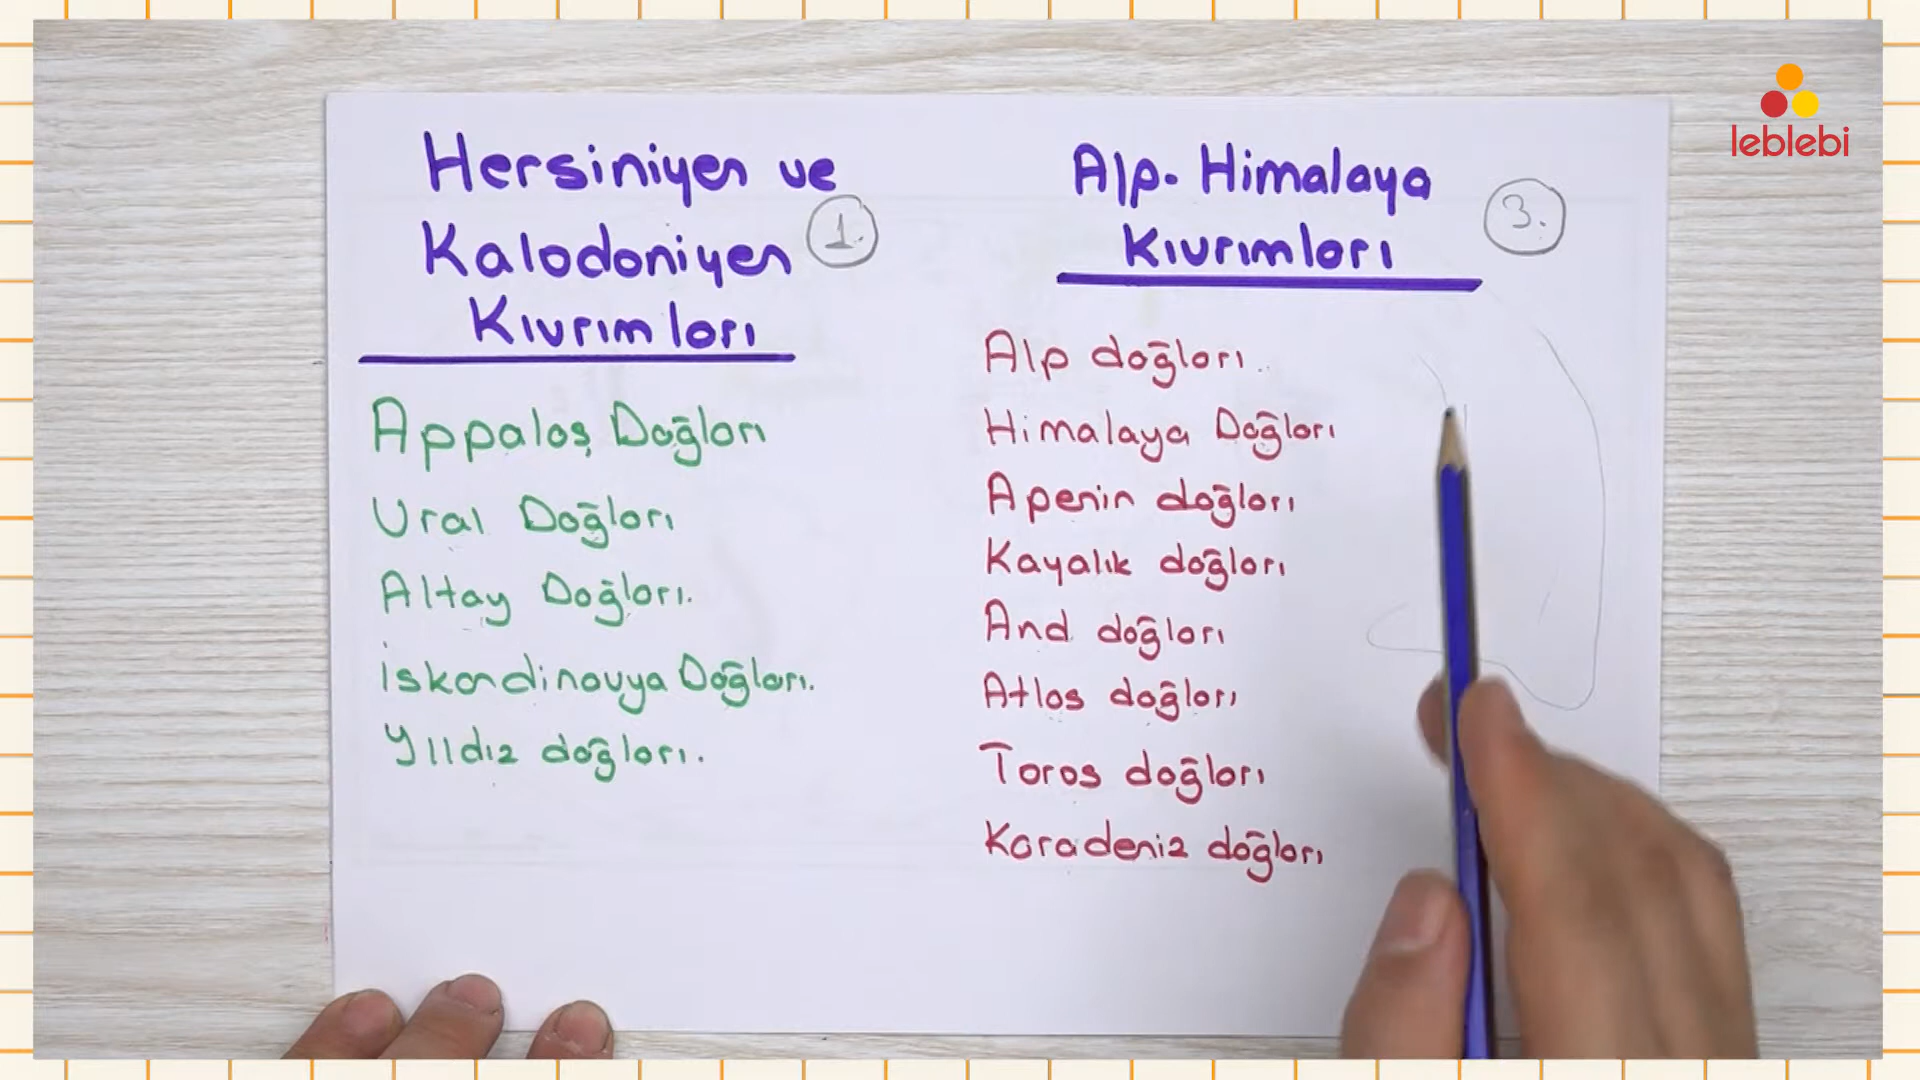 Hersiniyen ve
Kalodoniyen
Kıvrımları
1.
Appalaş Dağları
Ural Dağları
Altay Dağları.
İskandinavya Dağları.
Yıldız dağları.
Alp-Himalaya
Kıvrımları
3.
Alp dağları.
Himalaya Dağları
Apenin dağları
Kayalık dağları
And dağları
Atlas dağları
Toros dağları
Karadeniz dağları
leblebi